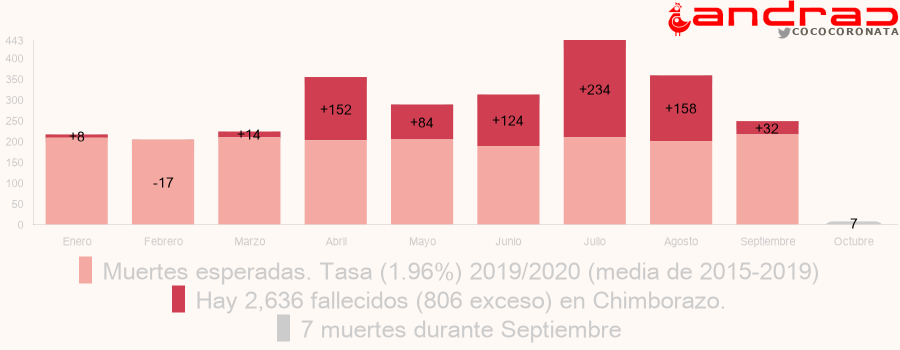 andrac
COCOCORONATA
443
400
350
300
250
200
150
100
50
0
+8
-17
+14
+152
+84
+124
+234
+158
+32
7
Enero
Febrero
Marzo
Abril
Mayo
Junio
Julio
Agosto
Septiembre
Octubre
Muertes esperadas. Tasa (1.96%) 2019/2020 (media de 2015-2019)
Hay 2,636 fallecidos (806 exceso) en Chimborazo.
7 muertes durante Septiembre